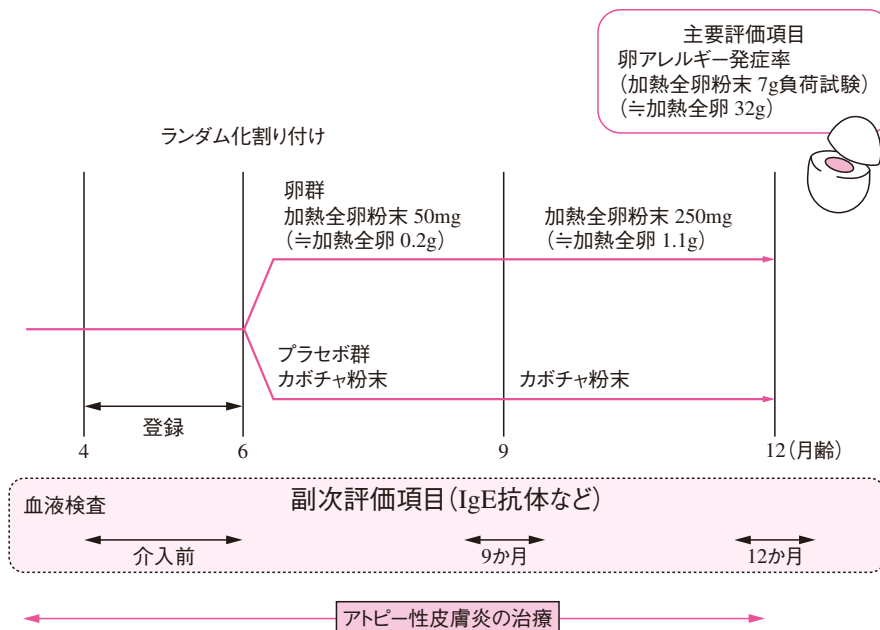 主要評価項目
卵アレルギー発症率
（加熱全卵粉末 7g負荷試験）
（≒加熱全卵 32g）
ランダム化割り付け
卵群
加熱全卵粉末 50mg
（≒加熱全卵 0.2g）
加熱全卵粉末 250mg
（≒加熱全卵 1.1g）
プラセボ群
カボチャ粉末
カボチャ粉末
登録
4
6
9
12（月齢）
副次評価項目（IgE抗体など）
血液検査
介入前
9か月
12か月
アトピー性皮膚炎の治療